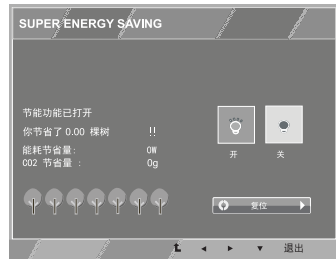 SUPER ENERGY SAVING
节能功能已打开
你节省了 0.00 棵树 !!
能耗节省量: 0W
CO2 节省量 : 0g
开 关
复位
退出